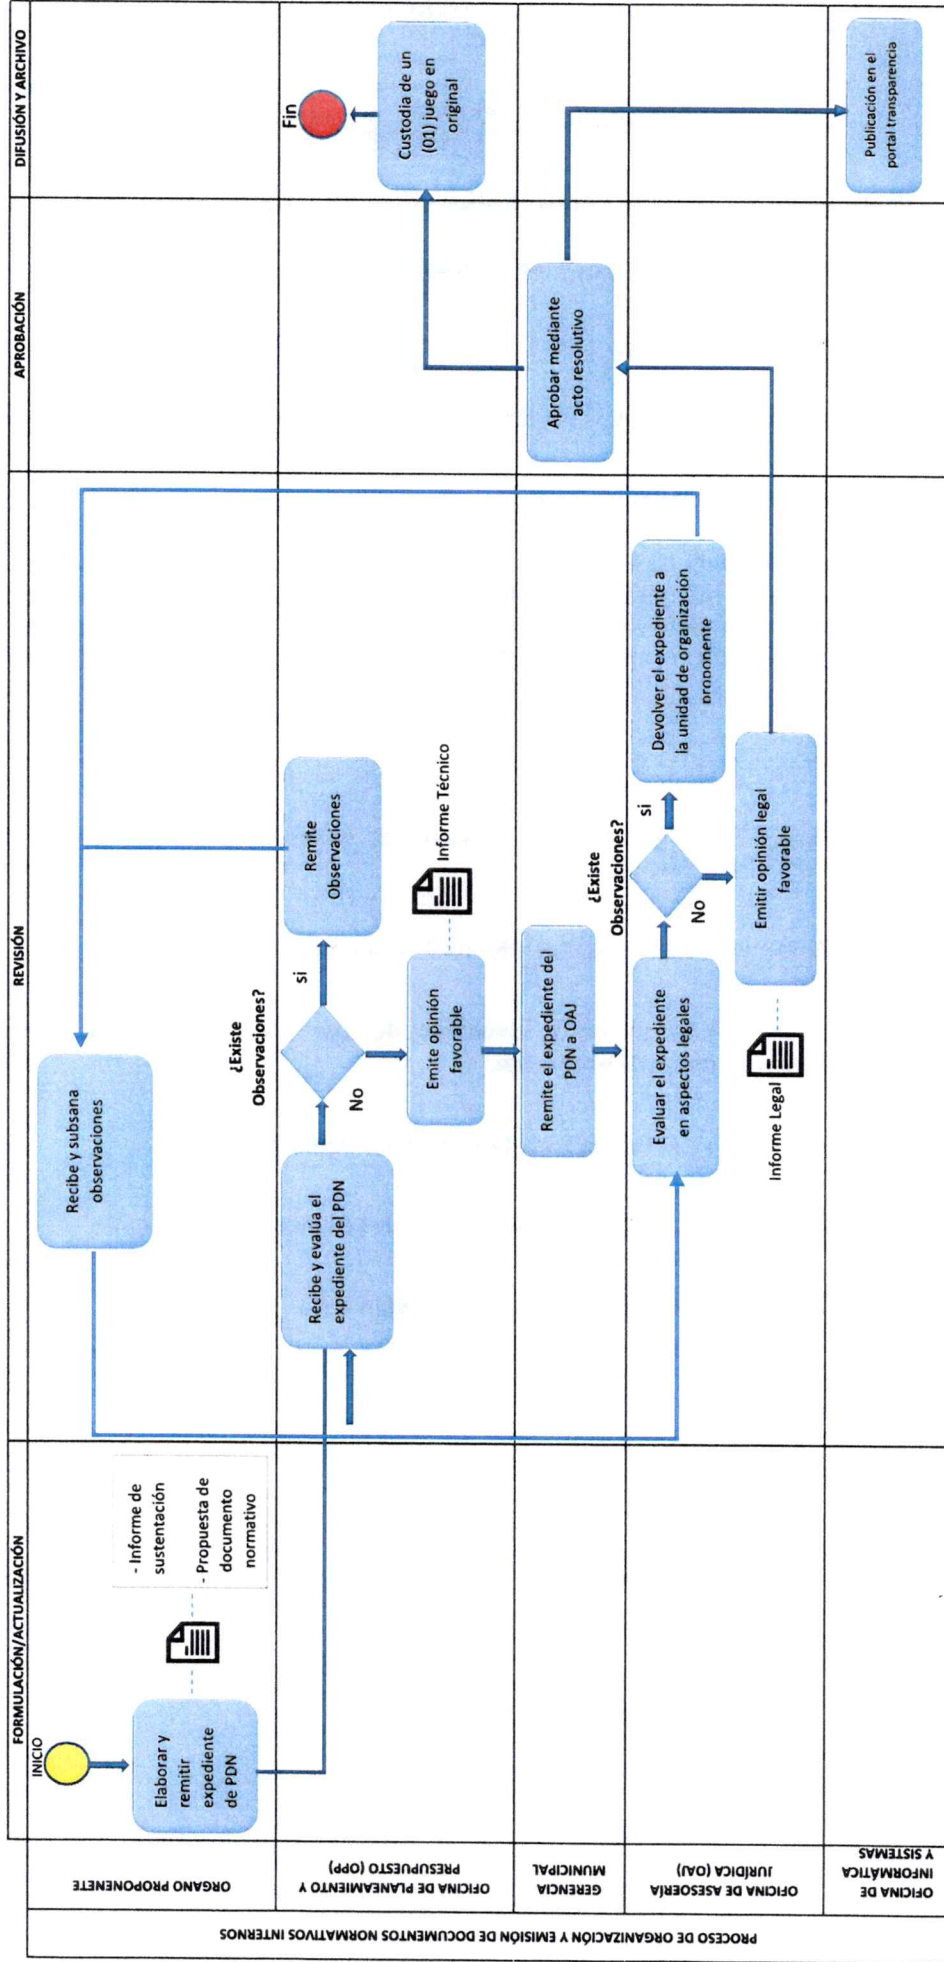 PROCESO DE ORGANIZACIÓN Y EMISIÓN DE DOCUMENTOS NORMATIVOS INTERNOS
FORMULACIÓN/ACTUALIZACIÓN
REVISIÓN
APROBACIÓN
DIFUSIÓN Y ARCHIVO
ORGANO PROPONENETE
INICIO
Elaborar y
remitir
expediente
de PDN
- Informe de
sustentación
- Propuesta de
documento
normativo
Recibe y subsana
observaciones
OFICINA DE PLANEAMIENTO Y
PRESUPUESTO (OPP)
Recibe y evalúa el
expediente del PDN
¿Existe
Observaciones?
si
No
Remite
Observaciones
Emite opinión
favorable
Informe Técnico
Fin
Custodia de un
(01) juego en
original
GERENCIA
MUNICIPAL
Remite el expediente del
PDN a OAJ
Aprobar mediante
acto resolutivo
OFICINA DE ASESORÍA
JURÍDICA (OAJ)
Evaluar el expediente
en aspectos legales
¿Existe
Observaciones?
si
No
Devolver el expediente a
la unidad de organización
proponente
Emitir opinión legal
favorable
Informe Legal
OFICINA DE
INFORMÁTICA
Y SISTEMAS
Publicación en el
portal transparencia